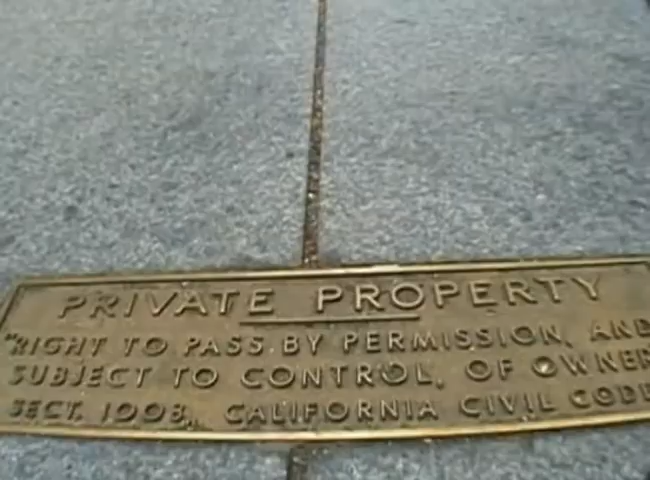 PRIVATE PROPERTY
"RIGHT TO PASS BY PERMISSION, AND
SUBJECT TO CONTROL, OF OWNER
SECT. 1008, CALIFORNIA CIVIL CODE